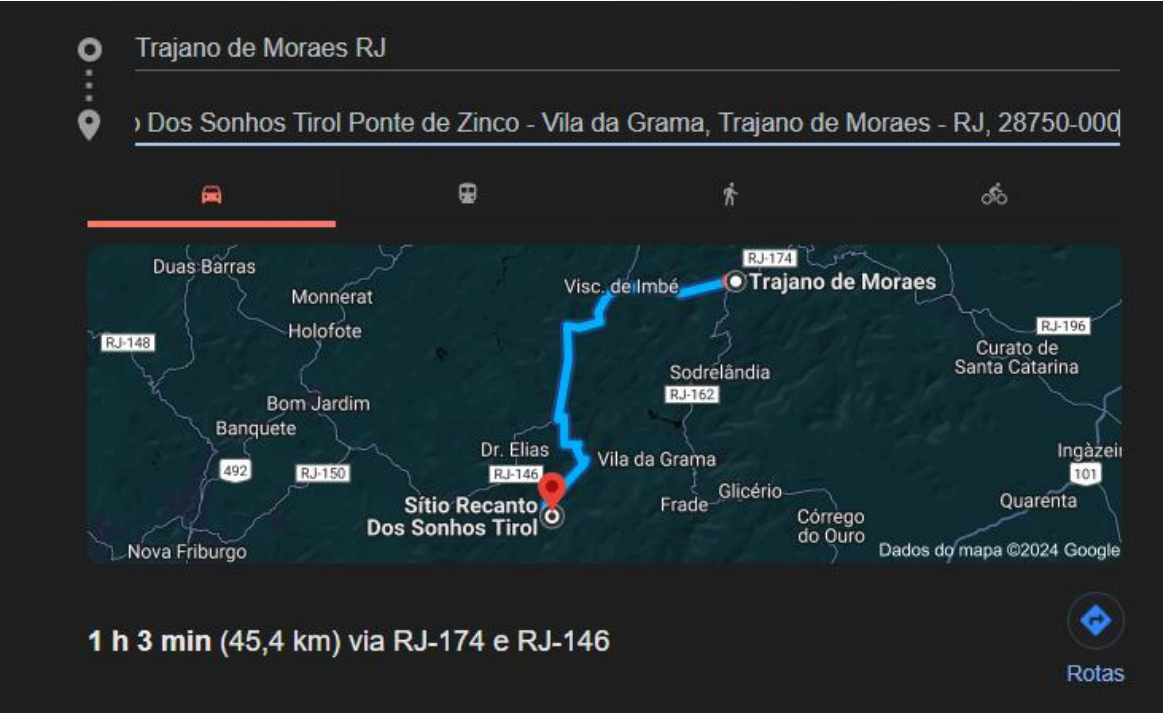 Trajano de Moraes RJ
Dos Sonhos Tirol Ponte de Zinco - Vila da Grama, Trajano de Moraes - RJ, 28750-000
RJ-174
Duas Barras
Visc. de Imbé
Trajano de Moraes
Monnerat
Holofote
RJ-196
RJ-148
Curato de
Santa Catarina
Sodrelândia
RJ-162
Bom Jardim
Banquete
Dr. Elias
Vila da Grama
Ingàzeir
492
RJ-150
RJ-146
101
Glicério
Quarenta
Sítio Recanto
Dos Sonhos Tirol
Frade
Córrego
do Ouro
Nova Friburgo
Dados do mapa ©2024 Google
1 h 3 min (45,4 km) via RJ-174 e RJ-146
Rotas